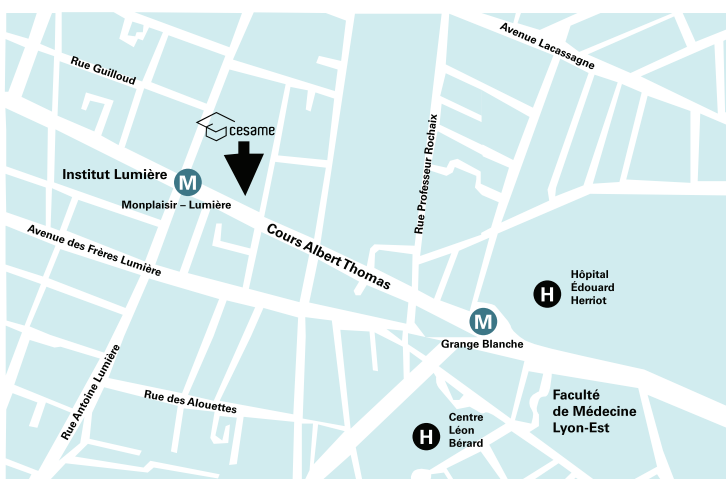 Avenue Lacassagne
Rue Guilloud
cesame
Rue Professeur Rochaix
Institut Lumière
M
Monplaisir – Lumière
Avenue des Frères Lumière
Cours Albert Thomas
H
Hôpital
Édouard
Herriot
M
Grange Blanche
Rue Antoine Lumière
Rue des Alouettes
Faculté
de Médecine
Lyon-Est
H
Centre
Léon
Bérard